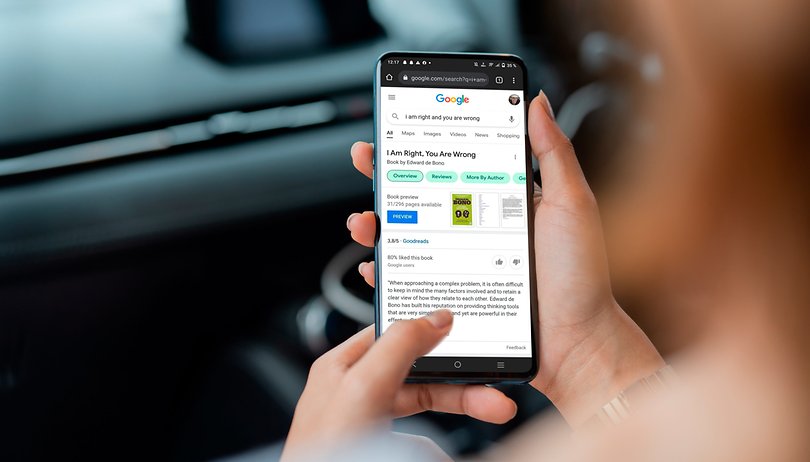 12:17
35%
google.com/search?q=i+am+
1
Google
I am right and you are wrong
All Maps Images Videos News Shopping
I Am Right, You Are Wrong
Book by Edward de Bono
Overview Reviews More By Author Ge
Book preview
31/296 pages available
BONO
PREVIEW
3.8/5 · Goodreads
80% liked this book
Google users
"When approaching a complex problem, it is often difficult
to keep in mind the many factors involved and to retain a
clear view of how they relate to each other. Edward de
Bono has built his reputation on providing thinking tools
that are very and yet are powerful in their
Feedback